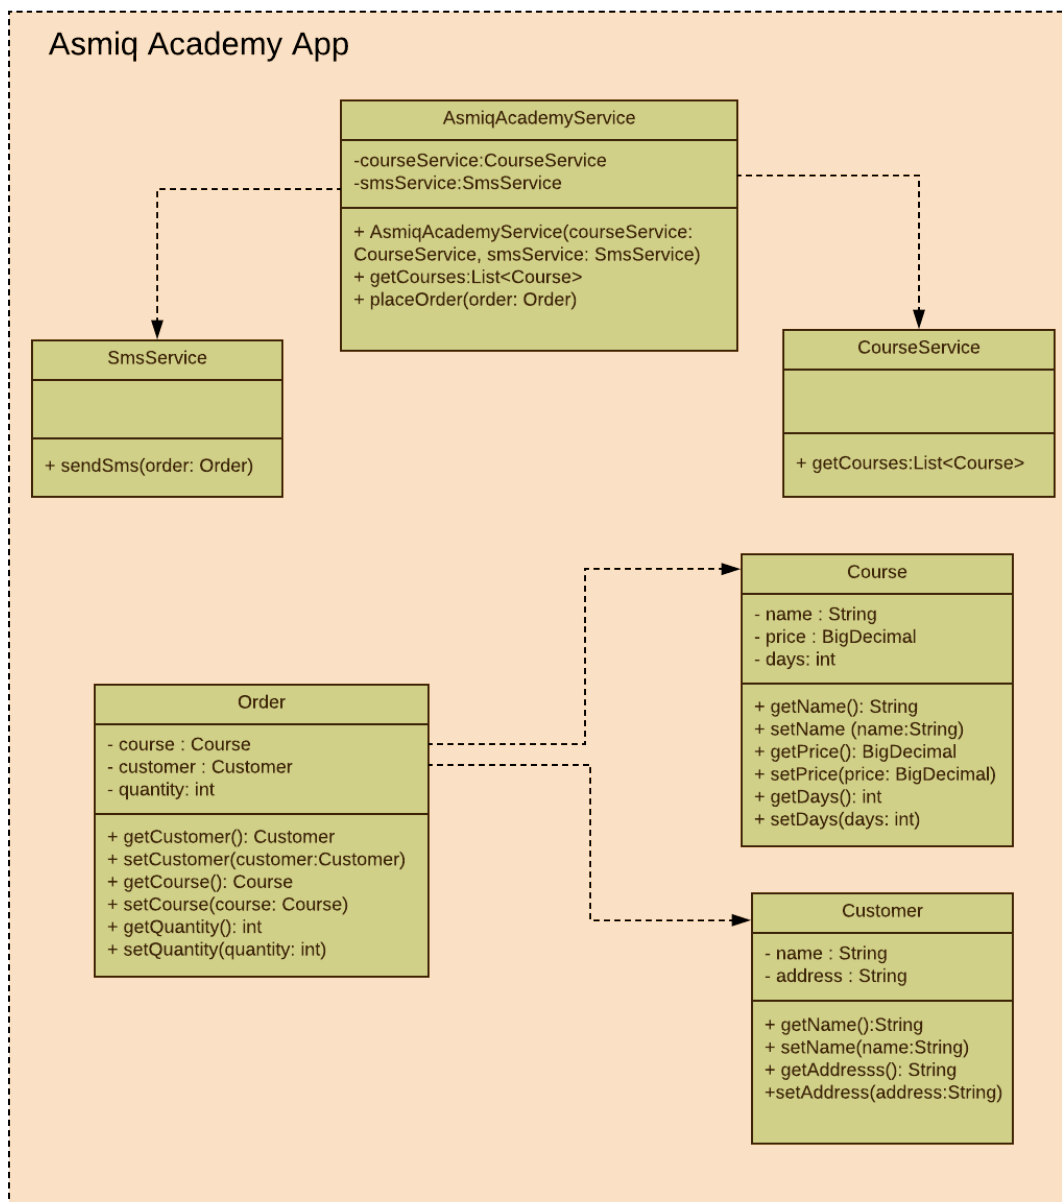 Asmiq Academy App
AsmiqAcademyService
-courseService:CourseService
-smsService:SmsService
+ AsmiqAcademyService(courseService:
CourseService, smsService: SmsService)
+ getCourses:List<Course>
+ placeOrder(order: Order)
SmsService
+ sendSms(order: Order)
CourseService
+ getCourses:List<Course>
Course
- name : String
- price : BigDecimal
- days: int
+ getName(): String
+ setName (name:String)
+ getPrice(): BigDecimal
+ setPrice(price: BigDecimal)
+ getDays(): int
+ setDays(days: int)
Order
- course : Course
- customer : Customer
- quantity: int
+ getCustomer(): Customer
+ setCustomer(customer:Customer)
+ getCourse(): Course
+ setCourse(course: Course)
+ getQuantity(): int
+ setQuantity(quantity: int)
Customer
- name : String
- address : String
+ getName():String
+ setName(name:String)
+ getAddresss(): String
+setAddress(address:String)